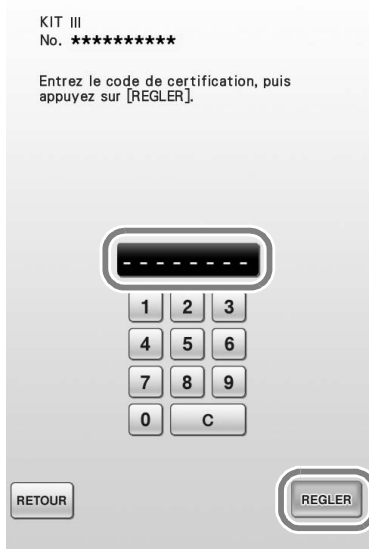 KIT III
No. **********
Entrez le code de certification, puis
appuyez sur [REGLER].
- - - - - - - -
1 2 3
4 5 6
7 8 9
0 C
RETOUR REGLER